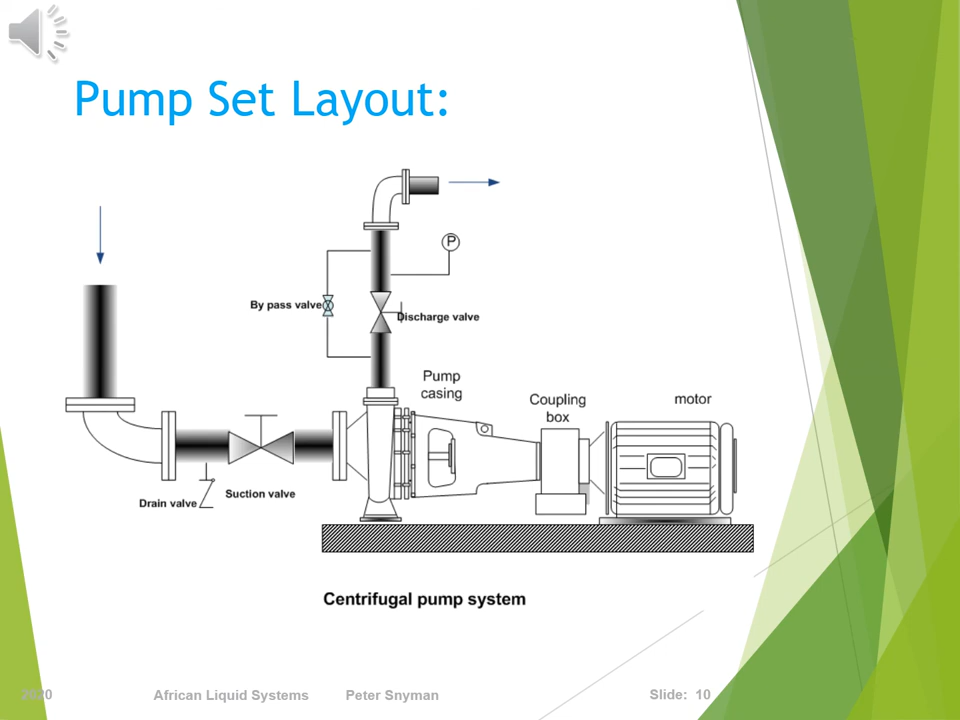 Pump Set Layout:
P
By pass valve
Discharge valve
Pump
casing
Coupling
box
motor
Drain valve
Suction valve
Centrifugal pump system
2020 African Liquid Systems Peter Snyman Slide: 10